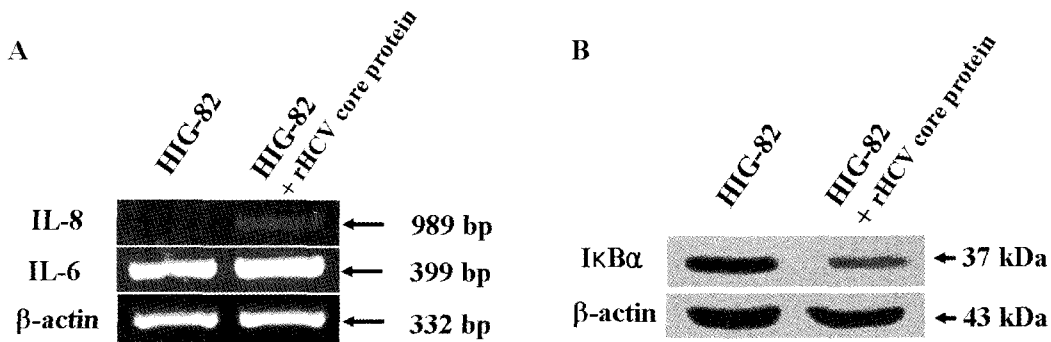 A
HIG-82
HIG-82
+ rHCV core protein
IL-8
989 bp
IL-6
399 bp
β-actin
332 bp
B
HIG-82
HIG-82
+ rHCV core protein
IκBα
37 kDa
β-actin
43 kDa